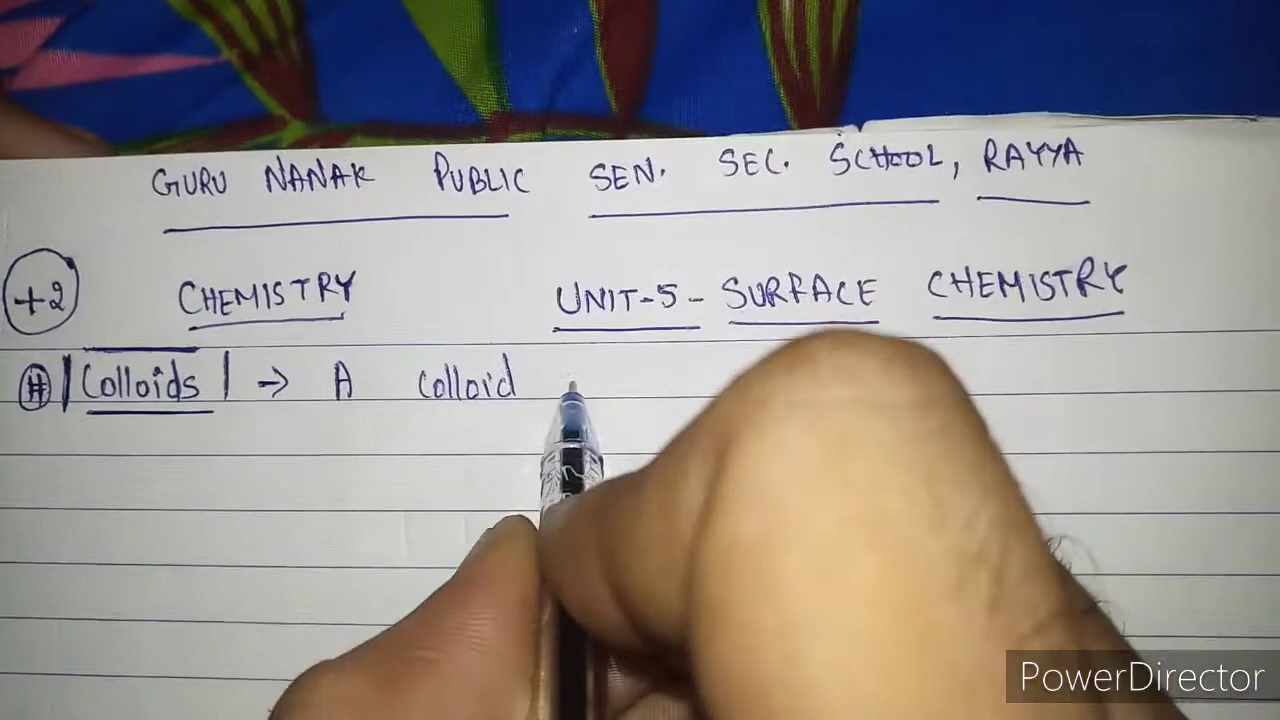 GURU NANAK PUBLIC SEN. SEC. SCHOOL, RAYYA
+2 CHEMISTRY UNIT-5- SURFACE CHEMISTRY
# Colloids → A Colloid
PowerDirector